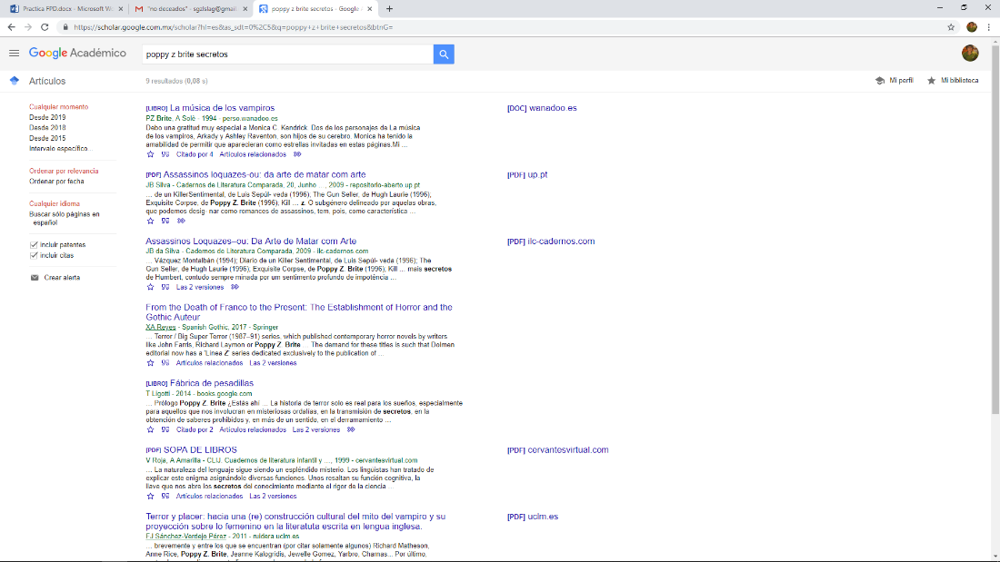 Practica FPD.docx - Microsoft Wo
"no deceados" - sgzlslag@gmail
poppy z brite secretos - Google
https://scholar.google.com.mx/scholar?hl=es&as_sdt=0%2C5&q=poppy+z+brite+secretos&btnG=
Google Académico
poppy z brite secretos
Artículos
9 resultados (0,08 s)
Mi perfil
Mi biblioteca
Cualquier momento
Desde 2019
Desde 2018
Desde 2015
Intervalo específico...
Ordenar por relevancia
Ordenar por fecha
Cualquier idioma
Buscar sólo páginas en
español
incluir patentes
incluir citas
Crear alerta
[LIBRO] La música de los vampiros
[DOC] wanadoo.es
PZ Brite, A Solé - 1994 - perso.wanadoo.es
Debo una gratitud muy especial a Monica C. Kendrick. Dos de los personajes de La música
de los vampiros, Arkady y Ashley Raventon, son hijos de su cerebro. Monica ha tenido la
amabilidad de permitir que aparecieran como estrellas invitadas en estas páginas.Mi ...
Citado por 4 Artículos relacionados
[PDF] Assassinos loquazes-ou: da arte de matar com arte
[PDF] up.pt
JB Silva - Cadernos de Literatura Comparada, 20, Junho ..., 2009 - repositorio-aberto.up.pt
... de un KillerSentimental, de Luis Sepúl- veda (1996); The Gun Seller, de Hugh Laurie (1996),
Exquisite Corpse, de Poppy Z. Brite (1996); Kill ... z. O subgénero delineado por aquelas obras,
que podemos desig- nar como romances de assassinos, tem, pois, como característica ...
Assassinos Loquazes–ou: Da Arte de Matar com Arte
[PDF] ilc-cadernos.com
JB da Silva - Cadernos de Literatura Comparada, 2009 - ilc-cadernos.com
... Vázquez Montalbán (1994); Diario de un Killer Sentimental, de Luis Sepúl- veda (1996); The
Gun Seller, de Hugh Laurie (1996); Exquisite Corpse, de Poppy Z. Brite (1996), Kill ... mais secretos
de Humbert, contudo sempre minada por um sentimento profundo de impotência ...
Las 2 versiones
From the Death of Franco to the Present: The Establishment of Horror and the
Gothic Auteur
XA Reyes - Spanish Gothic, 2017 - Springer
... Terror / Big Super Terror (1987–91) series, which published contemporary horror novels by writers
like John Farris, Richard Laymon or Poppy Z. Brite ... The demand for these titles is such that Dolmen
editorial now has a 'Línea Z' series dedicated exclusively to the publication of ...
Artículos relacionados Las 2 versiones
[LIBRO] Fábrica de pesadillas
T Ligotti - 2014 - books.google.com
... Prólogo Poppy Z. Brite ¿Estás ahí ... La historia de terror solo es real para los sueños, especialmente
para aquellos que nos involucran en misteriosas ordalías, en la transmisión de secretos, en la
obtención de saberes prohibidos y, en más de un sentido, en el derramamiento ...
Citado por 2 Artículos relacionados Las 2 versiones
[PDF] SOPA DE LIBROS
[PDF] cervantesvirtual.com
V Roja, A Amarilla - CLIJ. Cuadernos de literatura infantil y ..., 1999 - cervantesvirtual.com
... La naturaleza del lenguaje sigue siendo un espléndido misterio. Los lingüistas han tratado de
explicar este enigma asignándole diversas funciones. Unos resaltan su función cognitiva, la
llave que nos abre los secretos del conocimiento mediante el rigor de la ciencia ...
Artículos relacionados Las 2 versiones
Terror y placer: hacia una (re) construcción cultural del mito del vampiro y su
proyección sobre lo femenino en la literatuta escrita en lengua inglesa.
[PDF] uclm.es
FJ Sánchez-Verdejo Pérez - 2011 - ruidera.uclm.es
... brevemente y entre los que se encuentran (por citar solamente algunos) Richard Matheson,
Anne Rice, Poppy Z. Brite, Jeanne Kalogridis, Jewelle Gomez, Yarbro, Charnas... Por último,